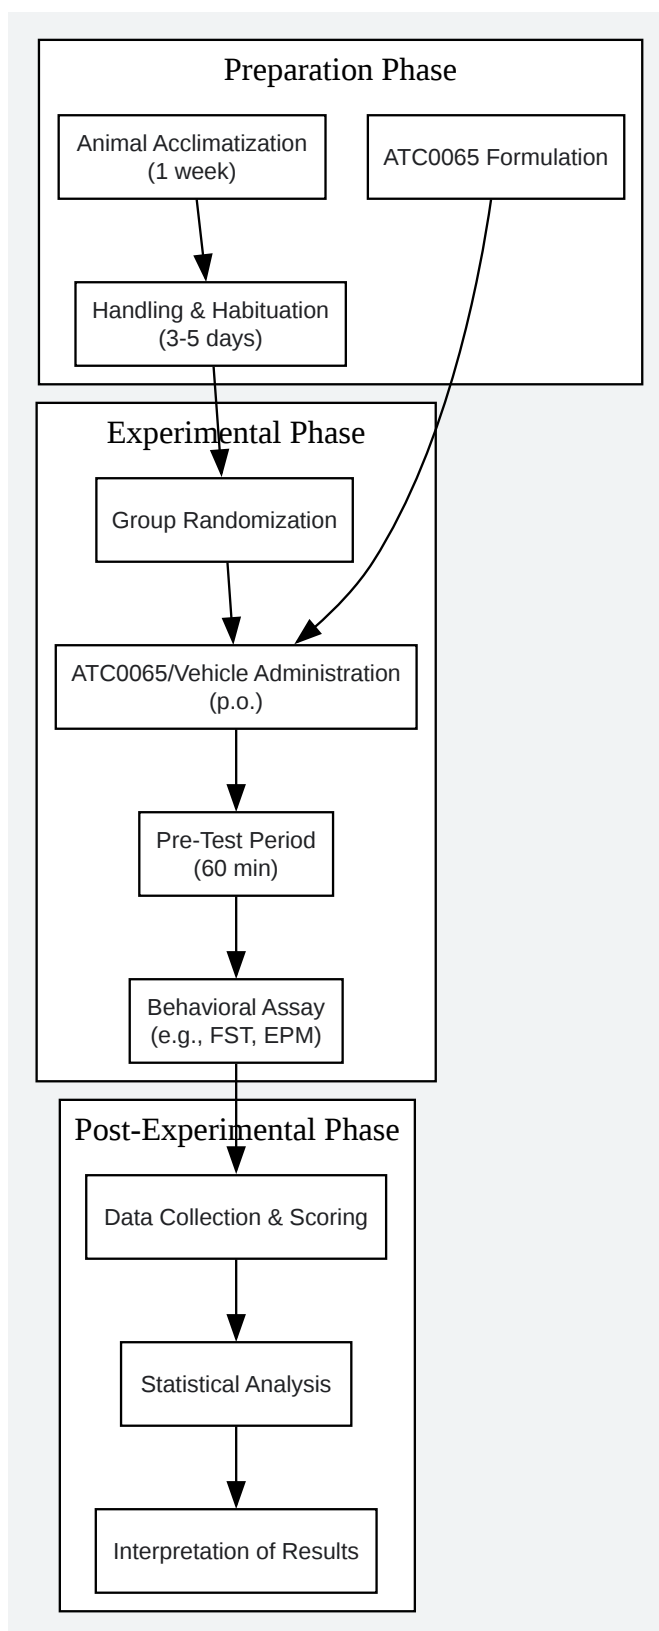 Preparation Phase
Animal Acclimatization
(1 week)
ATC0065 Formulation
Handling & Habituation
(3-5 days)
Experimental Phase
Group Randomization
ATC0065/Vehicle Administration
(p.o.)
Pre-Test Period
(60 min)
Behavioral Assay
(e.g., FST, EPM)
Post-Experimental Phase
Data Collection & Scoring
Statistical Analysis
Interpretation of Results